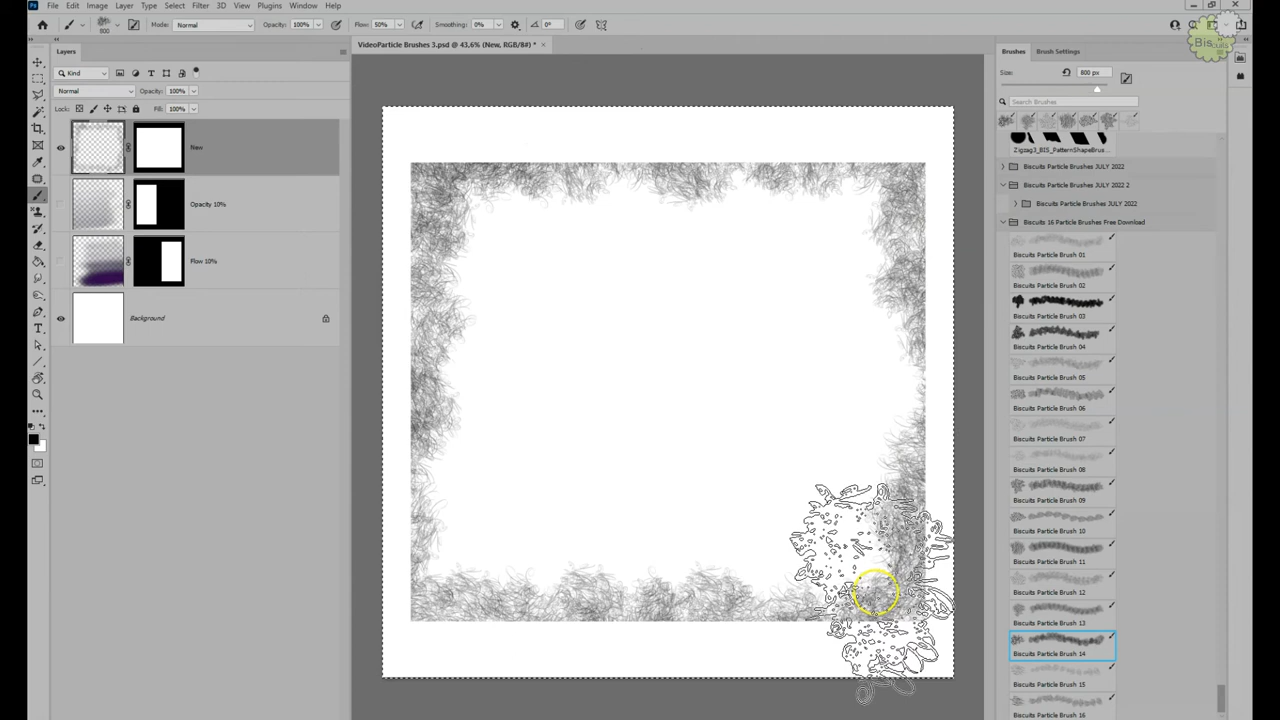 Ps File Edit Image Layer Type Select Filter 3D View Plugins Window Help
800 Mode: Normal Opacity: 100% Flow: 50% Smoothing: 0% 0°
Biscuits
VideoParticle Brushes 3.psd @ 43,6% (New, RGB/8#) * ×
Layers
Kind
Normal Opacity: 100%
Lock: Fill: 100%
New
Opacity 10%
Flow 10%
Background
T
Brushes Brush Settings
Size: 800 px
Search Brushes
ZigzagJ_BIS_PatternShapeBrus...
Biscuits Particle Brushes JULY 2022
Biscuits Particle Brushes JULY 2022 2
Biscuits Particle Brushes JULY 2022
Biscuits 16 Particle Brushes Free Download
Biscuits Particle Brush 01
Biscuits Particle Brush 02
Biscuits Particle Brush 03
Biscuits Particle Brush 04
Biscuits Particle Brush 05
Biscuits Particle Brush 06
Biscuits Particle Brush 07
Biscuits Particle Brush 08
Biscuits Particle Brush 09
Biscuits Particle Brush 10
Biscuits Particle Brush 11
Biscuits Particle Brush 12
Biscuits Particle Brush 13
Biscuits Particle Brush 14
Biscuits Particle Brush 15
Biscuits Particle Brush 16